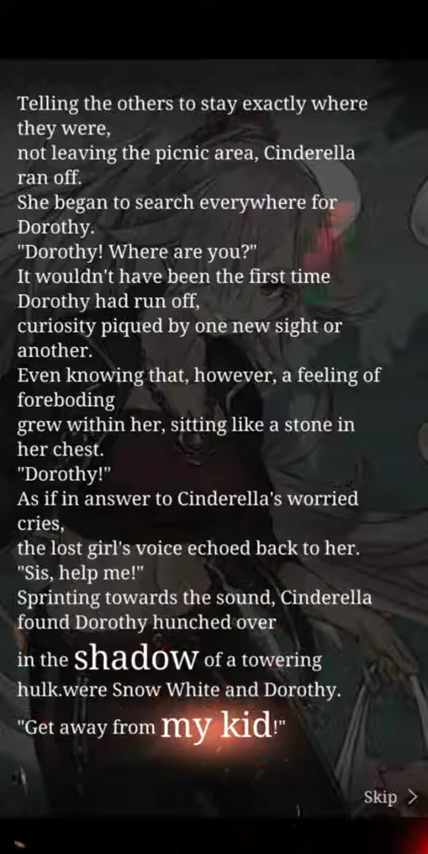 Telling the others to stay exactly where
they were,
not leaving the picnic area, Cinderella
ran off.
She began to search everywhere for
Dorothy.
"Dorothy! Where are you?"
It wouldn't have been the first time
Dorothy had run off,
curiosity piqued by one new sight or
another.
Even knowing that, however, a feeling of
foreboding
grew within her, sitting like a stone in
her chest.
"Dorothy!"
As if in answer to Cinderella's worried
cries,
the lost girl's voice echoed back to her.
"Sis, help me!"
Sprinting towards the sound, Cinderella
found Dorothy hunched over
in the shadow of a towering
hulk.were Snow White and Dorothy.
"Get away from my kid!"
Skip >